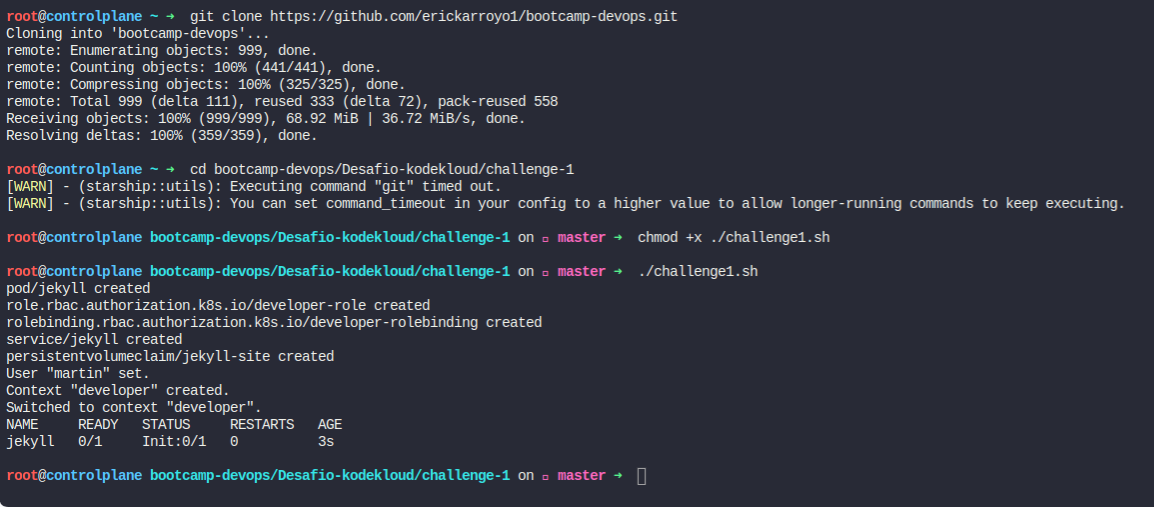 root@controlplane ~ ➜  git clone https://github.com/erickarroyo1/bootcamp-devops.git
Cloning into 'bootcamp-devops'...
remote: Enumerating objects: 999, done.
remote: Counting objects: 100% (441/441), done.
remote: Compressing objects: 100% (325/325), done.
remote: Total 999 (delta 111), reused 333 (delta 72), pack-reused 558
Receiving objects: 100% (999/999), 68.92 MiB | 36.72 MiB/s, done.
Resolving deltas: 100% (359/359), done.
root@controlplane ~ ➜  cd bootcamp-devops/Desafio-kodekloud/challenge-1
[WARN] - (starship::utils): Executing command "git" timed out.
[WARN] - (starship::utils): You can set command_timeout in your config to a higher value to allow longer-running commands to keep executing.
root@controlplane bootcamp-devops/Desafio-kodekloud/challenge-1 on  master ➜  chmod +x ./challenge1.sh
root@controlplane bootcamp-devops/Desafio-kodekloud/challenge-1 on  master ➜  ./challenge1.sh
pod/jekyll created
role.rbac.authorization.k8s.io/developer-role created
rolebinding.rbac.authorization.k8s.io/developer-rolebinding created
service/jekyll created
persistentvolumeclaim/jekyll-site created
User "martin" set.
Context "developer" created.
Switched to context "developer".
NAME     READY   STATUS     RESTARTS   AGE
jekyll   0/1     Init:0/1   0          3s
root@controlplane bootcamp-devops/Desafio-kodekloud/challenge-1 on  master ➜